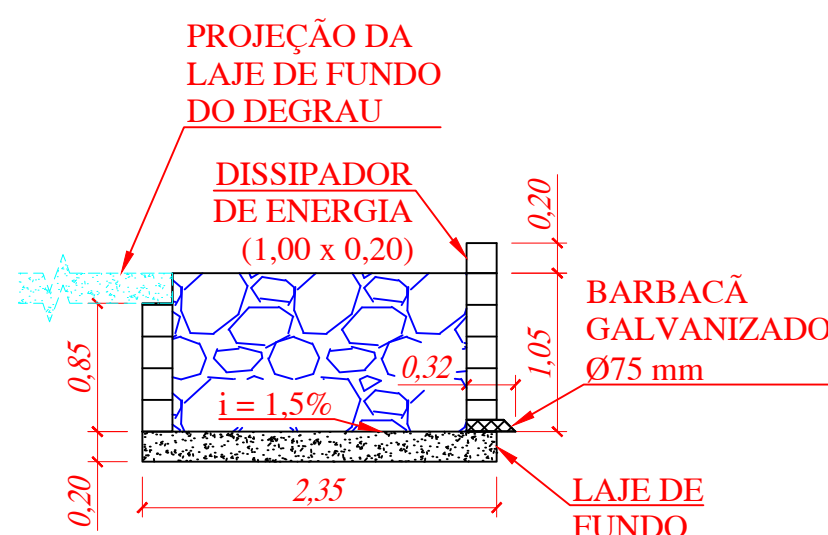 PROJEÇÃO DA
LAJE DE FUNDO
DO DEGRAU
DISSIPADOR
DE ENERGIA
(1,00 x 0,20)
0,20
BARBACÃ
GALVANIZADO
Ø75 mm
1,05
0,85
0,32
i = 1,5%
0,20
2,35
LAJE DE
FUNDO